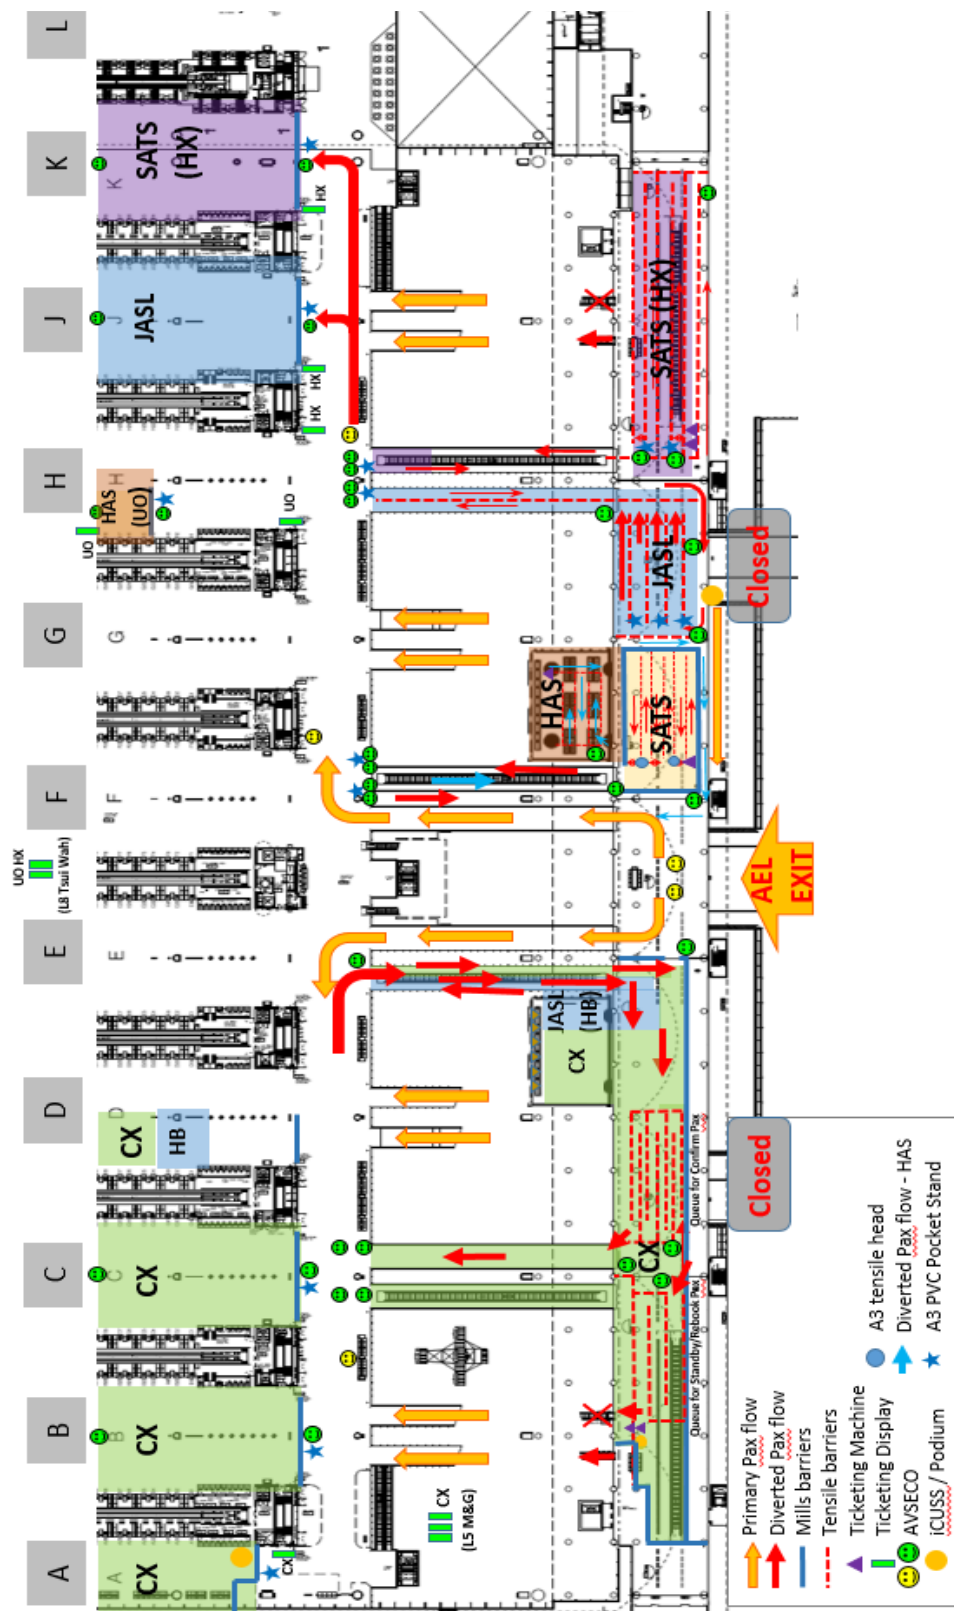 L
K
J
H
G
F
E
D
C
B
A
SATS
(HX)
K
HX
JASL
J
HX
HX
H
HAS
(UO)
UO
UO
G
F
UO HX
(L8 Tsui Wah)
E
D
CX
HB
CX
C
CX
B
CX
A
CX
CX
(L5 M&G)
SATS (HX)
JASL
HAS
SATS
Closed
AEL
EXIT
JASL
(HB)
CX
CX
Queue for Confirm Pax
Queue for Standby/Rebook Pax
Closed
Primary Pax flow
Diverted Pax flow
Mills barriers
Tensile barriers
Ticketing Machine
Ticketing Display
AVSECO
iCUSS / Podium
A3 tensile head
Diverted Pax flow - HAS
A3 PVC Pocket Stand